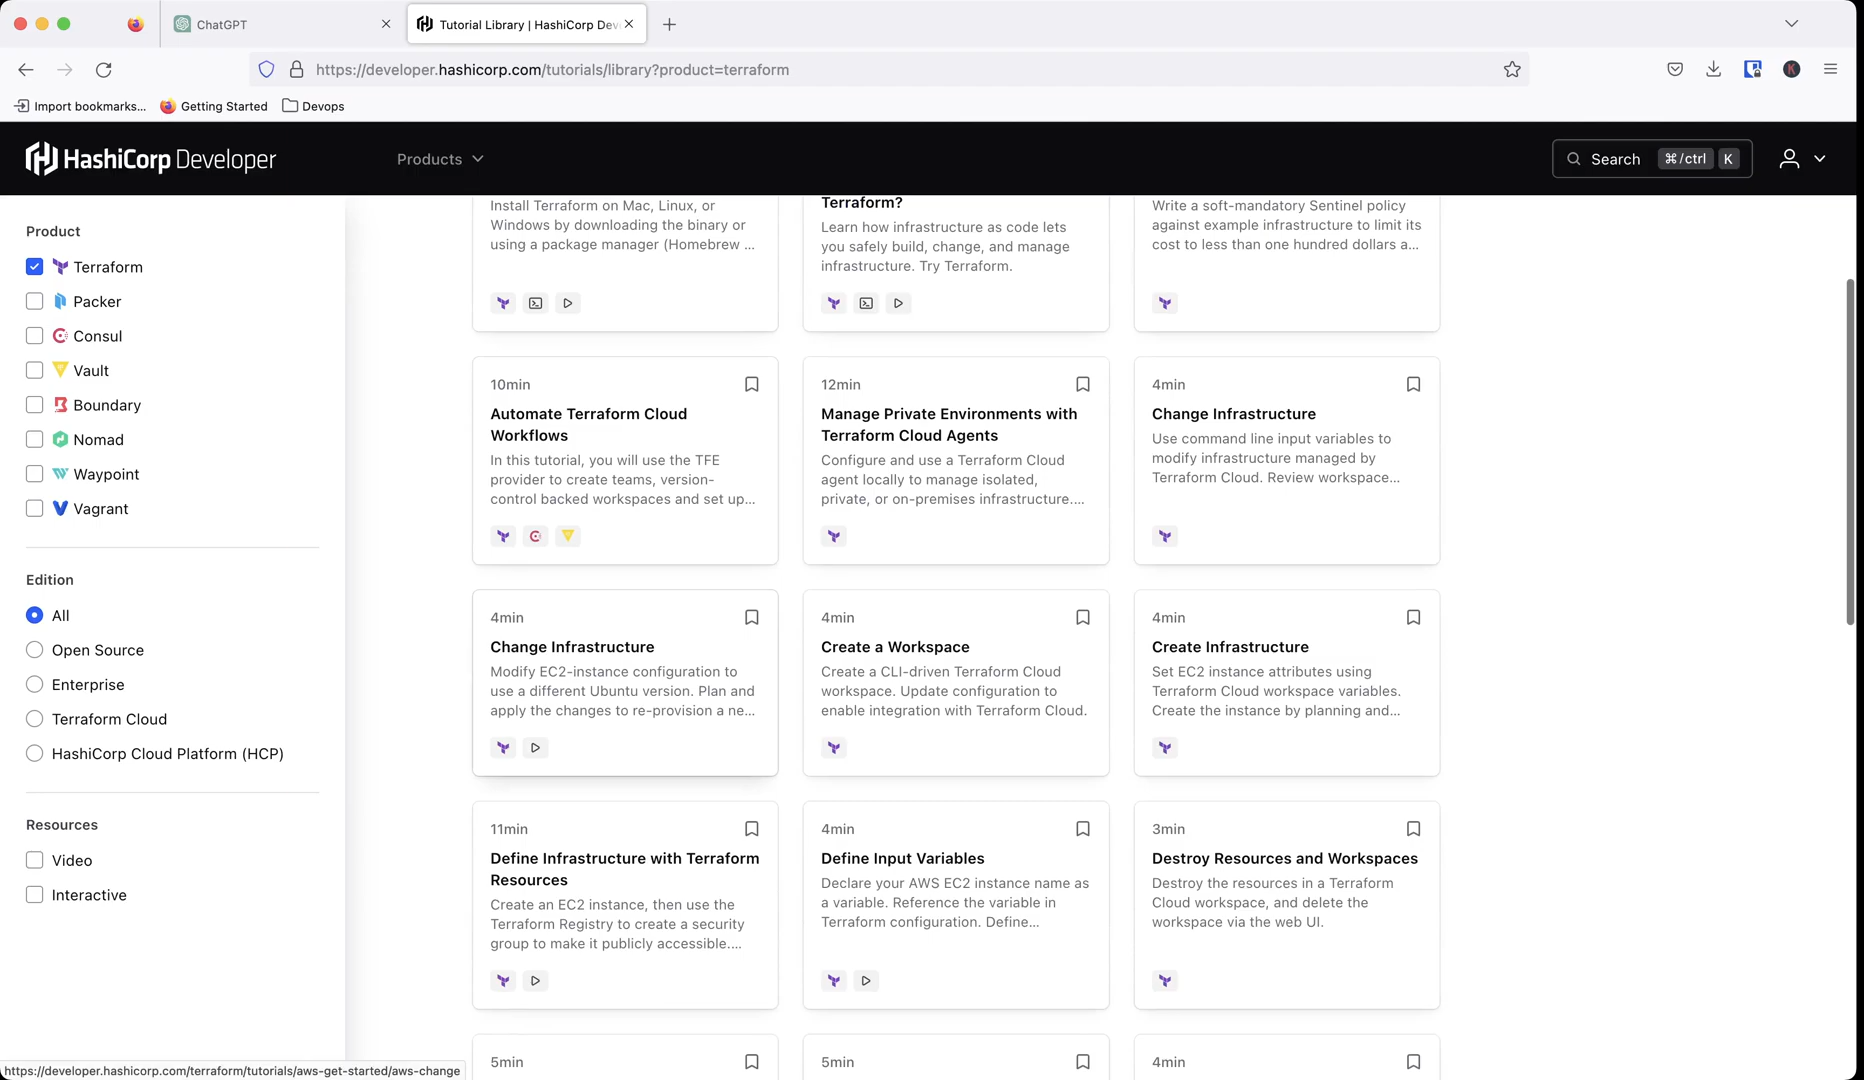 ChatGPT
Tutorial Library | HashiCorp Dev
https://developer.hashicorp.com/tutorials/library?product=terraform
Import bookmarks...
Getting Started
Devops
HashiCorp Developer
Products
Search
⌘/ctrl
K
Product
Terraform
Packer
Consul
Vault
Boundary
Nomad
Waypoint
Vagrant
Edition
All
Open Source
Enterprise
Terraform Cloud
HashiCorp Cloud Platform (HCP)
Resources
Video
Interactive
Install Terraform on Mac, Linux, or
Windows by downloading the binary or
using a package manager (Homebrew ...
Terraform?
Learn how infrastructure as code lets
you safely build, change, and manage
infrastructure. Try Terraform.
Write a soft-mandatory Sentinel policy
against example infrastructure to limit its
cost to less than one hundred dollars a...
10min
Automate Terraform Cloud
Workflows
In this tutorial, you will use the TFE
provider to create teams, version-
control backed workspaces and set up...
12min
Manage Private Environments with
Terraform Cloud Agents
Configure and use a Terraform Cloud
agent locally to manage isolated,
private, or on-premises infrastructure....
4min
Change Infrastructure
Use command line input variables to
modify infrastructure managed by
Terraform Cloud. Review workspace...
4min
Change Infrastructure
Modify EC2-instance configuration to
use a different Ubuntu version. Plan and
apply the changes to re-provision a ne...
4min
Create a Workspace
Create a CLI-driven Terraform Cloud
workspace. Update configuration to
enable integration with Terraform Cloud.
4min
Create Infrastructure
Set EC2 instance attributes using
Terraform Cloud workspace variables.
Create the instance by planning and...
11min
Define Infrastructure with Terraform
Resources
Create an EC2 instance, then use the
Terraform Registry to create a security
group to make it publicly accessible....
4min
Define Input Variables
Declare your AWS EC2 instance name as
a variable. Reference the variable in
Terraform configuration. Define...
3min
Destroy Resources and Workspaces
Destroy the resources in a Terraform
Cloud workspace, and delete the
workspace via the web UI.
5min
5min
4min
https://developer.hashicorp.com/terraform/tutorials/aws-get-started/aws-change